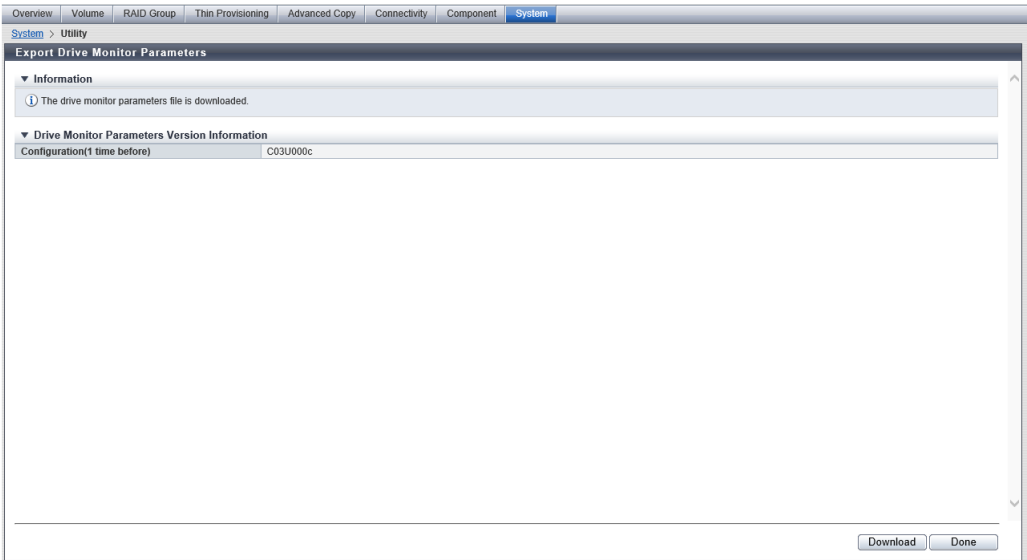 Overview Volume RAID Group Thin Provisioning Advanced Copy Connectivity Component System
System > Utility
Export Drive Monitor Parameters
Information
The drive monitor parameters file is downloaded.
Drive Monitor Parameters Version Information
Configuration(1 time before) C03U000c
Download Done